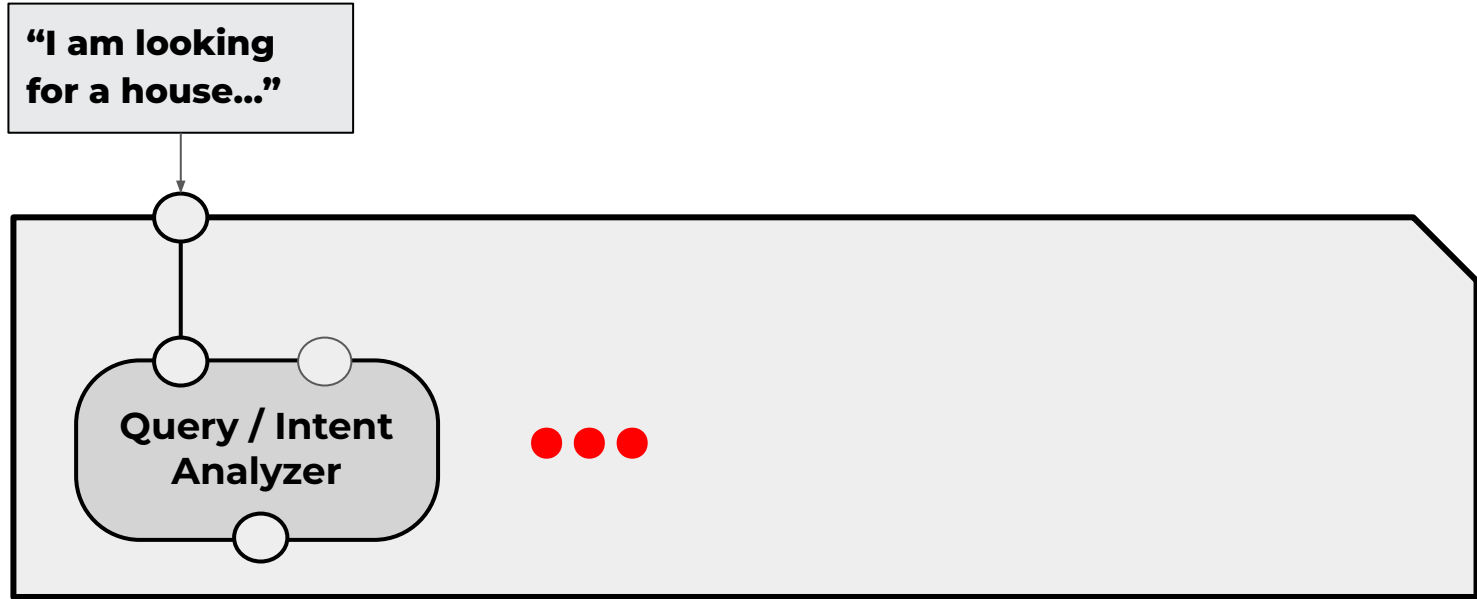 “I am looking
for a house...”
Query / Intent
Analyzer